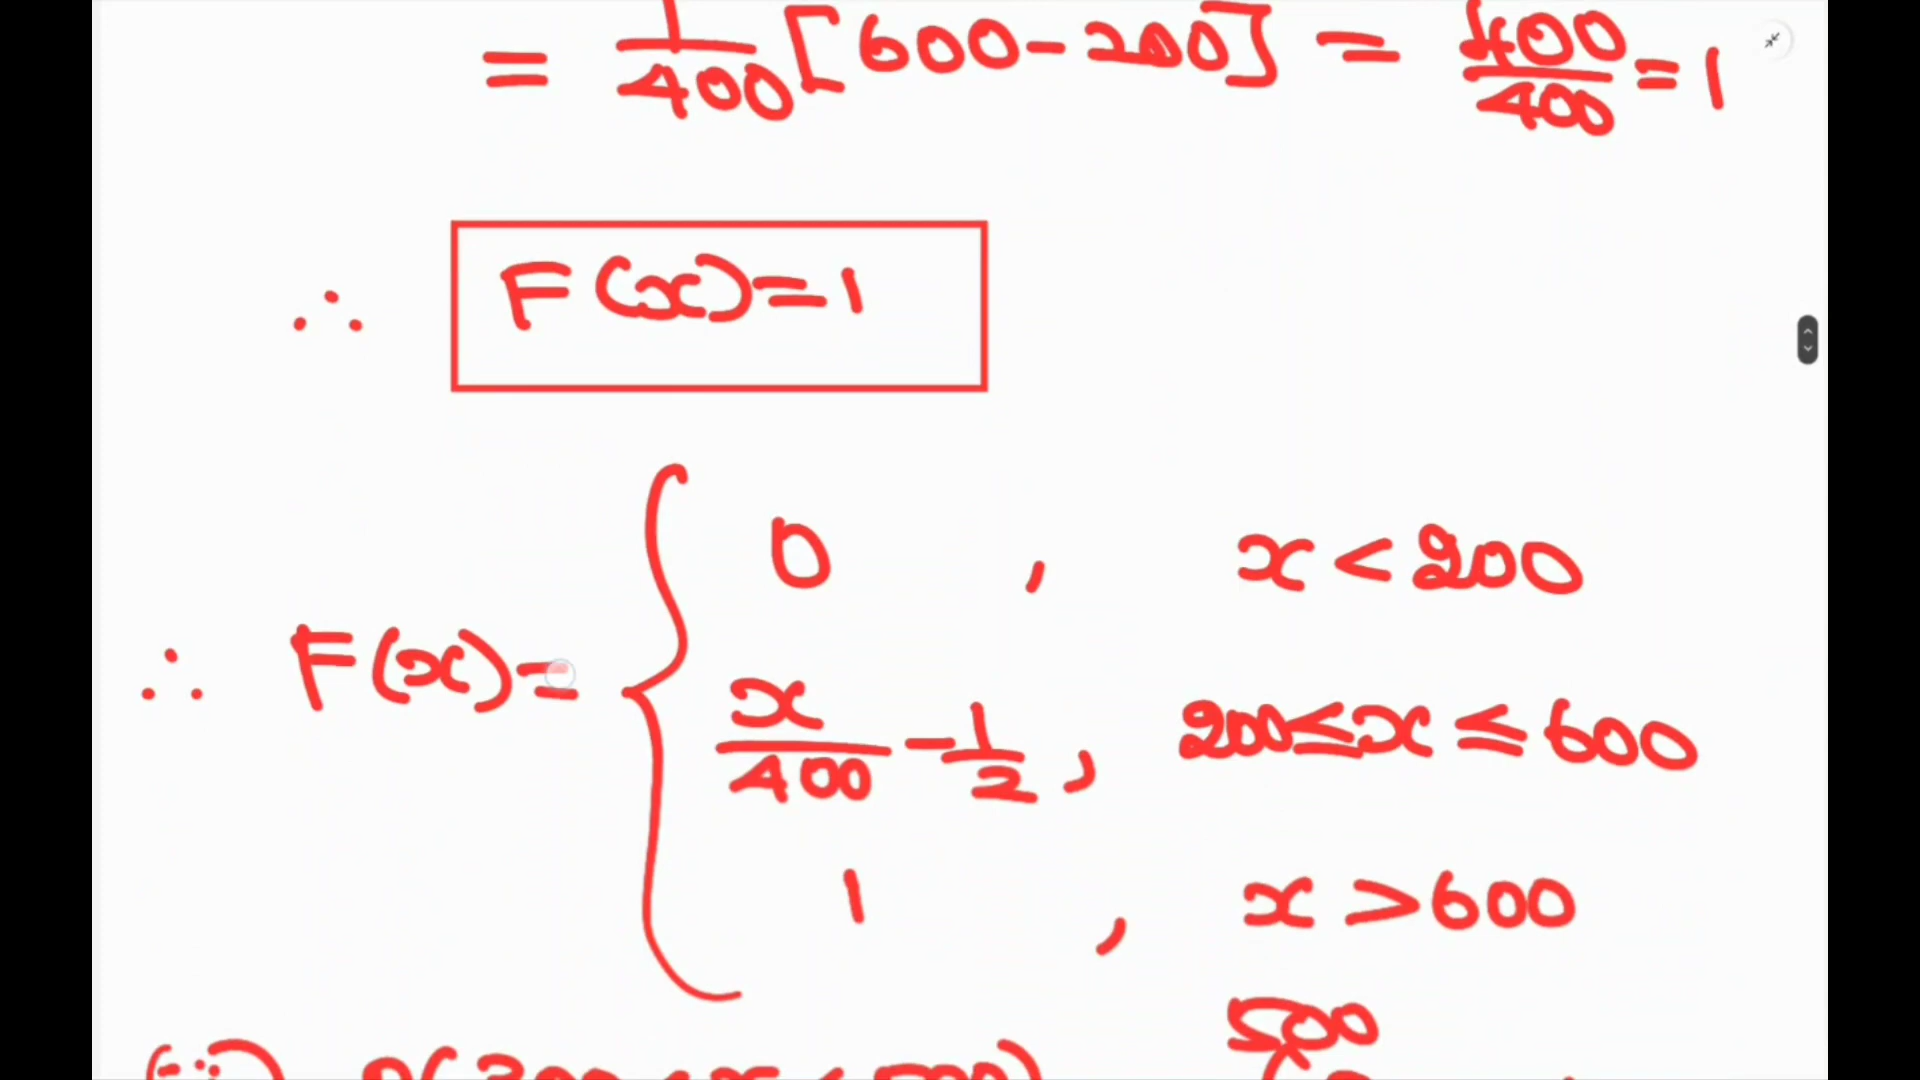 = 1/400 [600-200] = 400/400 = 1
∴ F(x)=1
0 , x < 200
∴ F(x)= { x/400 - 1/2 , 200≤x≤600
1 , x > 600
500